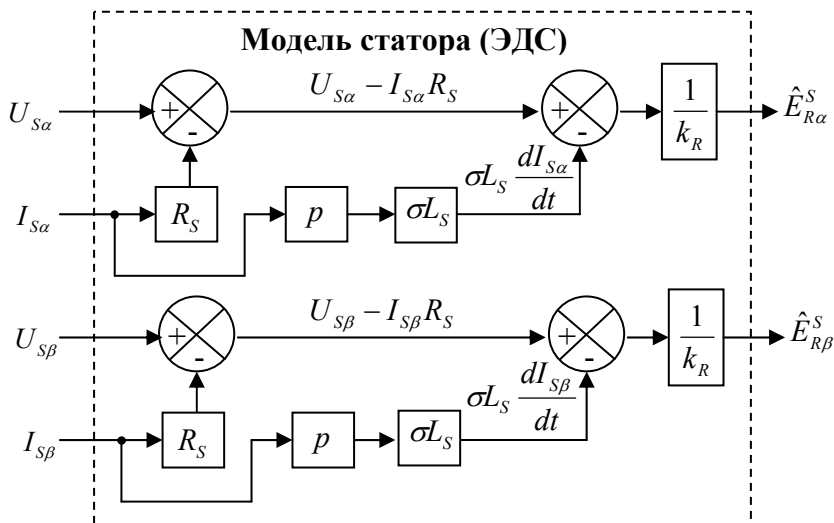 Модель статора (ЭДС)
U_{Sα}
+
-
U_{Sα} − I_{Sα} R_S
+
-
1/k_R
Ê^S_{Rα}
I_{Sα}
R_S
p
σL_S
σL_S dI_{Sα}/dt
U_{Sβ}
+
-
U_{Sβ} − I_{Sβ} R_S
+
-
1/k_R
Ê^S_{Rβ}
I_{Sβ}
R_S
p
σL_S
σL_S dI_{Sβ}/dt